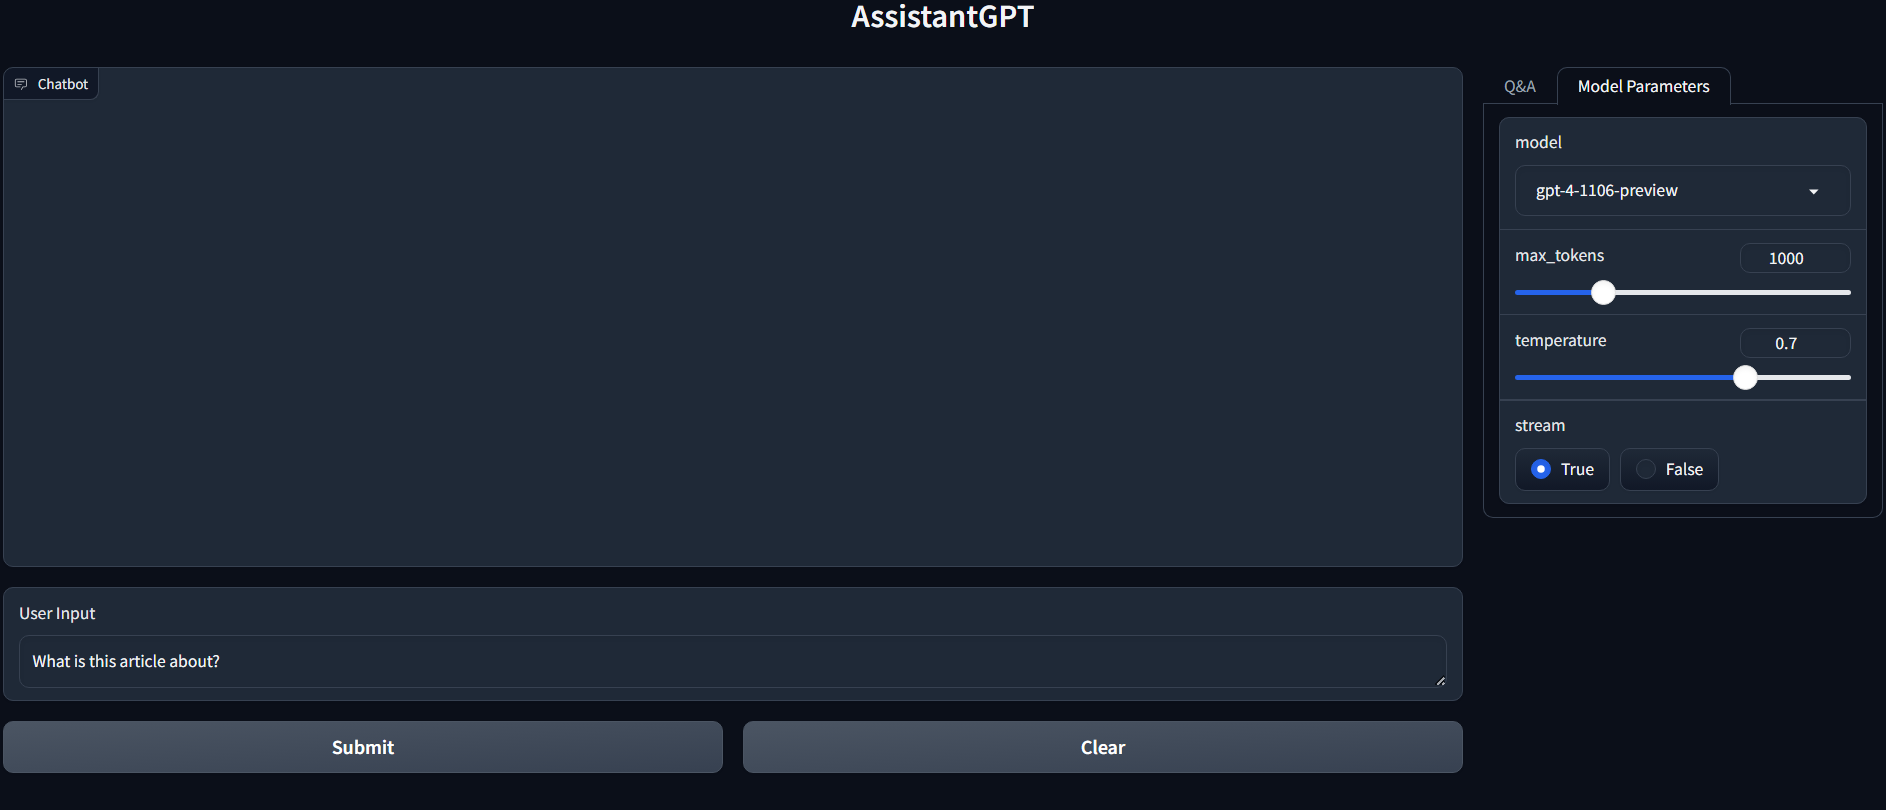 AssistantGPT
Chatbot
User Input
What is this article about?
Submit
Clear
Q&A
Model Parameters
model
gpt-4-1106-preview
max_tokens
1000
temperature
0.7
stream
True
False